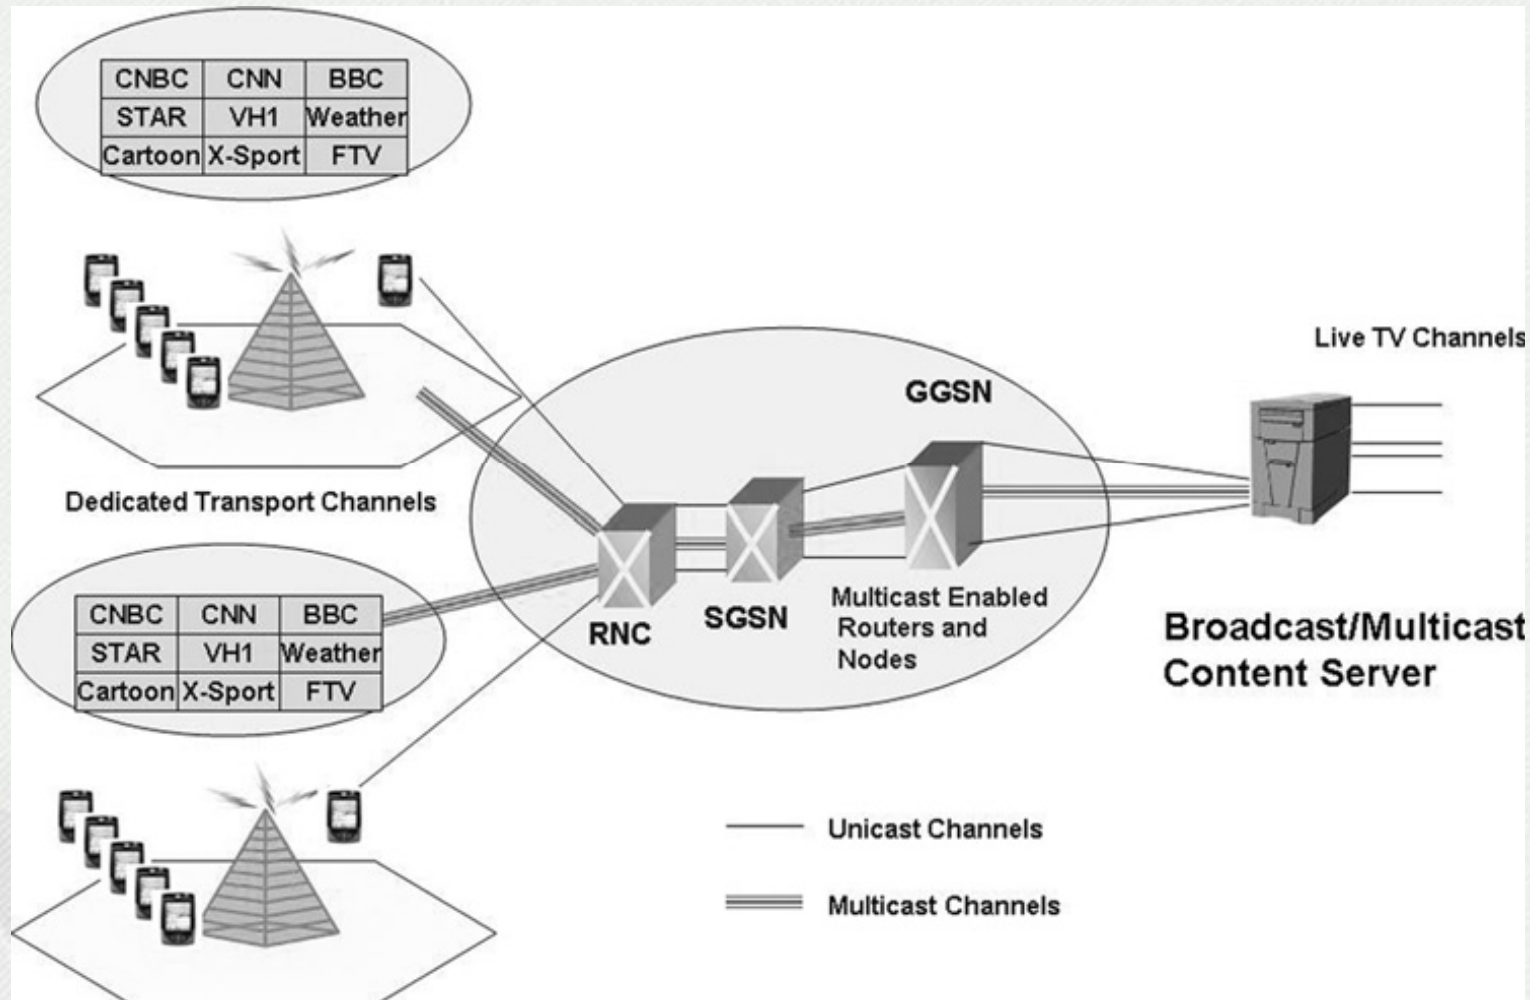 CNBC CNN BBC
STAR VH1 Weather
Cartoon X-Sport FTV
Live TV Channels
GGSN
Dedicated Transport Channels
CNBC CNN BBC
STAR VH1 Weather
Cartoon X-Sport FTV
RNC
SGSN
Multicast Enabled
Routers and
Nodes
Broadcast/Multicast
Content Server
Unicast Channels
Multicast Channels